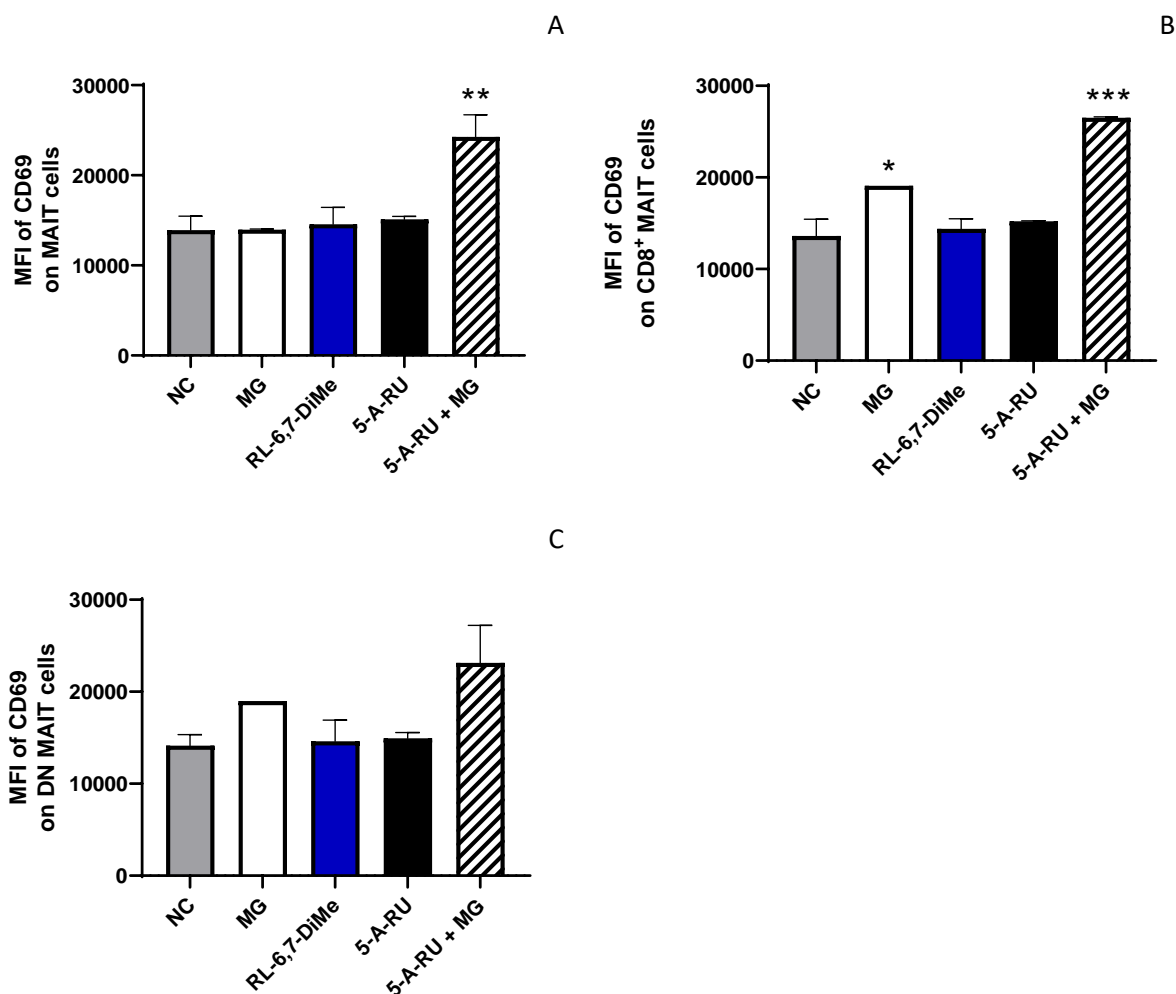 A
MFI of CD69
on MAIT cells
30000
20000
10000
0
**
NC
MG
RL-6,7-DiMe
5-A-RU
5-A-RU + MG
B
MFI of CD69
on CD8⁺ MAIT cells
30000
20000
10000
0
*
***
NC
MG
RL-6,7-DiMe
5-A-RU
5-A-RU + MG
C
MFI of CD69
on DN MAIT cells
30000
20000
10000
0
NC
MG
RL-6,7-DiMe
5-A-RU
5-A-RU + MG